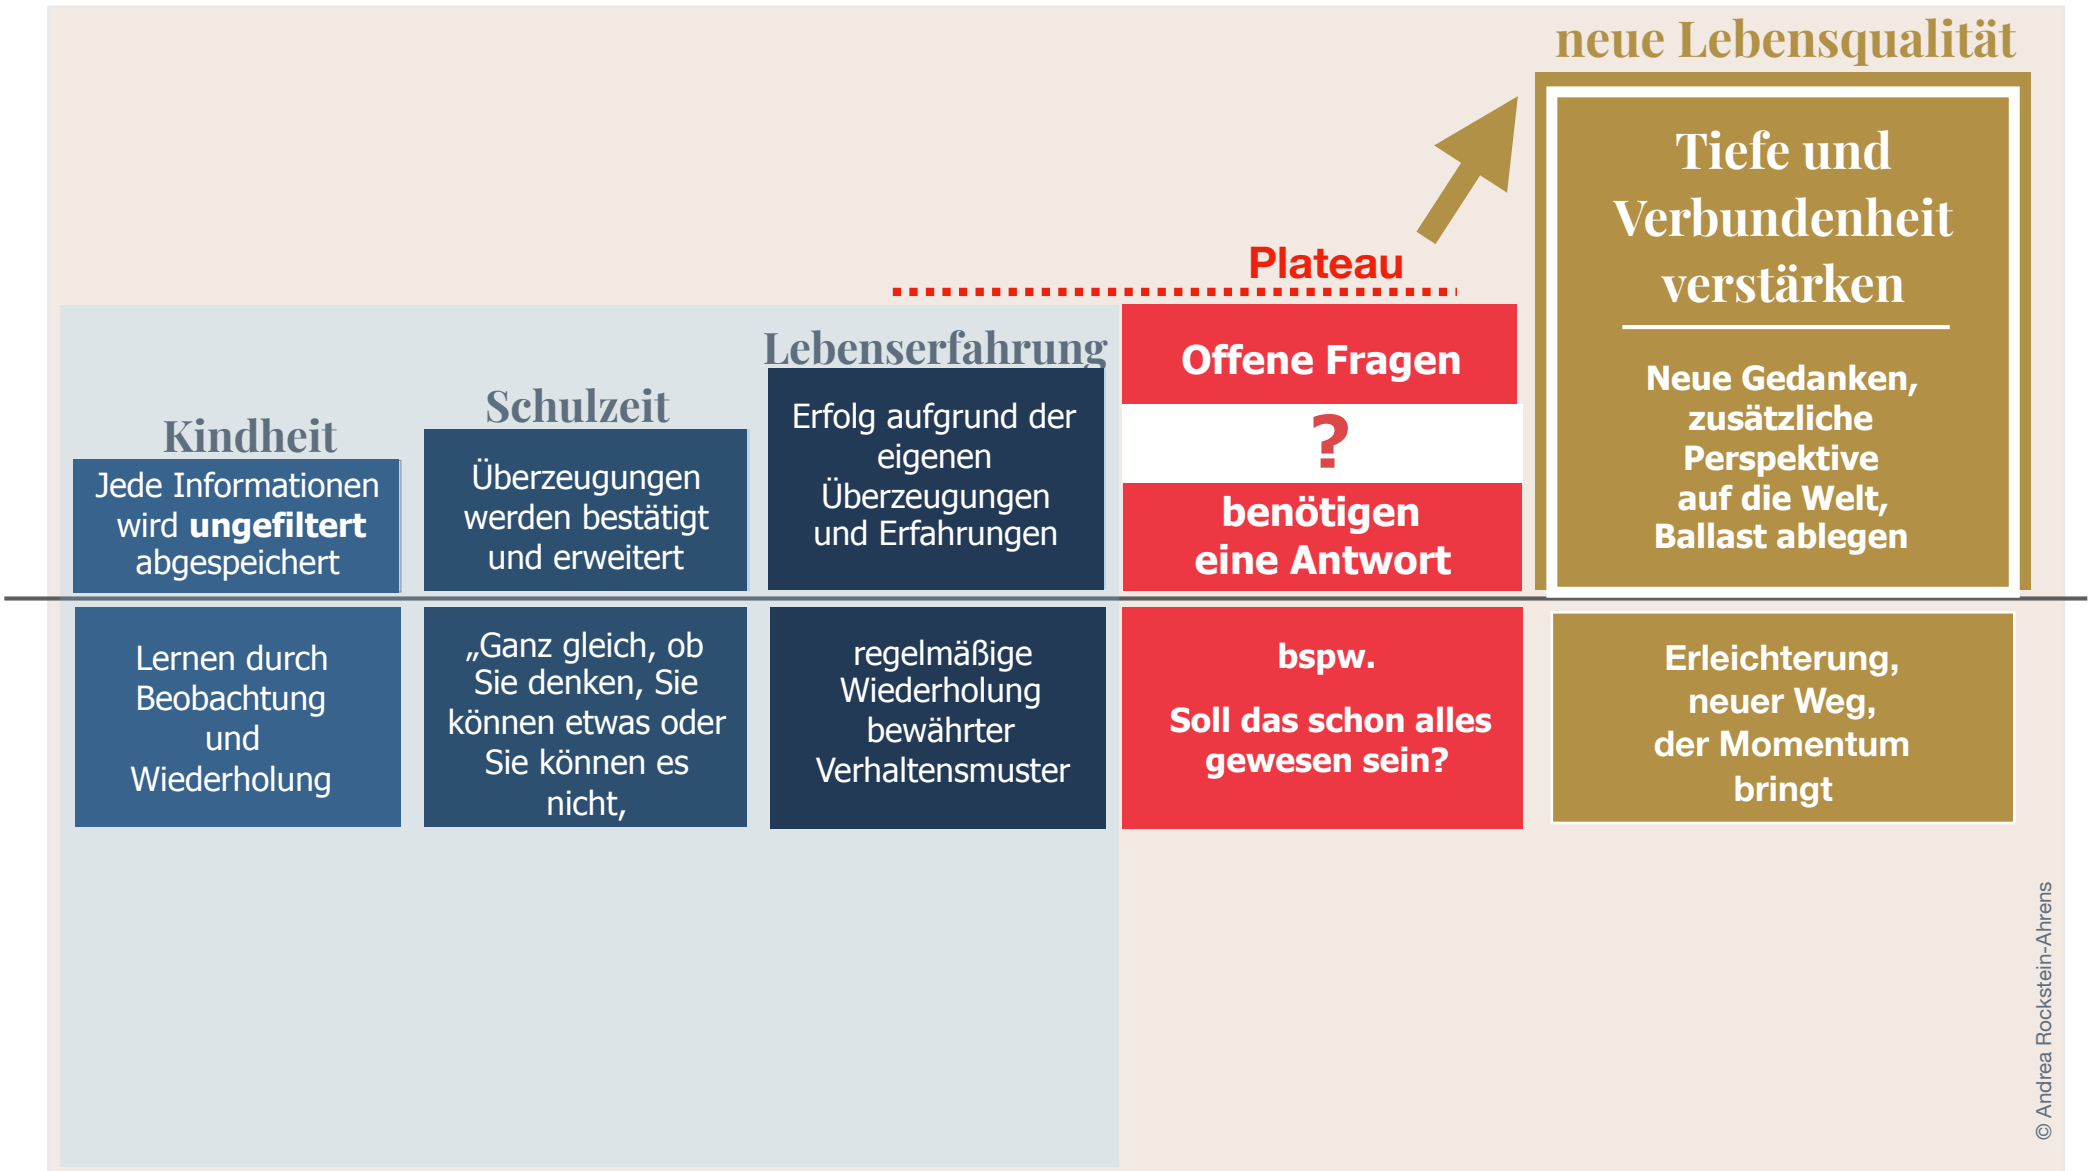 neue Lebensqualität
Tiefe und
Verbundenheit
verstärken
Neue Gedanken,
zusätzliche
Perspektive
auf die Welt,
Ballast ablegen
Plateau
Offene Fragen
?
benötigen
eine Antwort
Lebenserfahrung
Erfolg aufgrund der
eigenen
Überzeugungen
und Erfahrungen
Schulzeit
Überzeugungen
werden bestätigt
und erweitert
Kindheit
Jede Informationen
wird ungefiltert
abgespeichert
Lernen durch
Beobachtung
und
Wiederholung
„Ganz gleich, ob
Sie denken, Sie
können etwas oder
Sie können es
nicht,
regelmäßige
Wiederholung
bewährter
Verhaltensmuster
bspw.
Soll das schon alles
gewesen sein?
Erleichterung,
neuer Weg,
der Momentum
bringt
© Andrea Rockstein-Ahrens